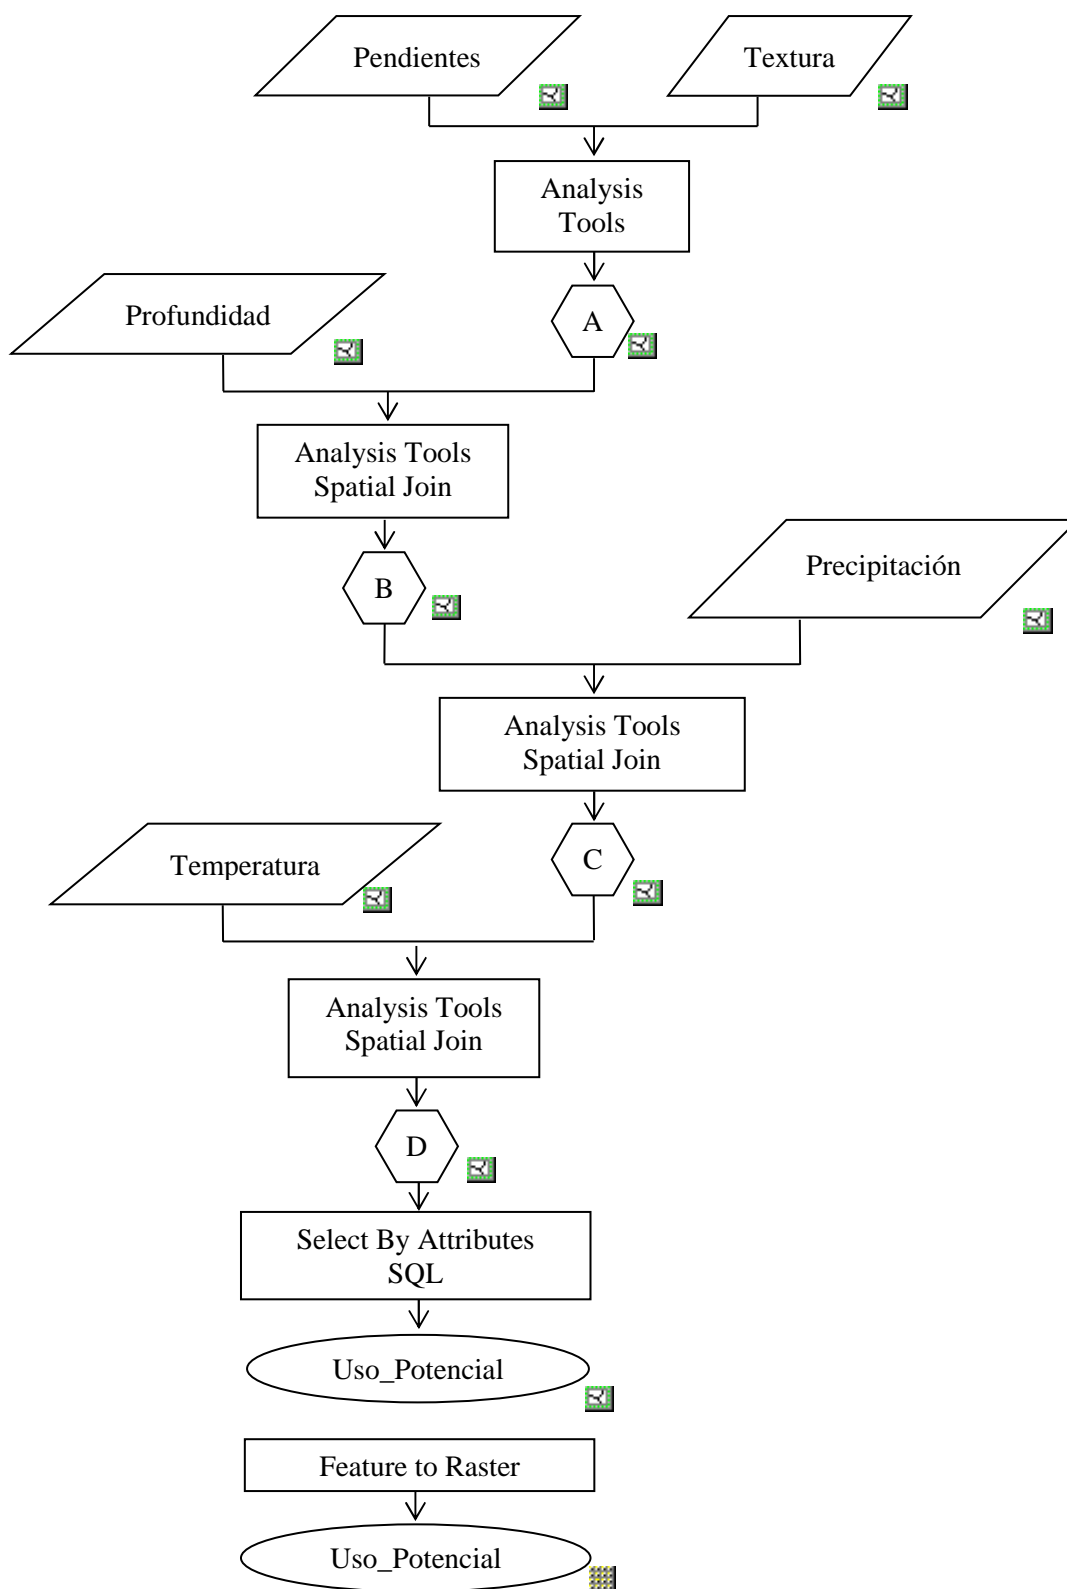 Pendientes
Textura
Analysis
Tools
Profundidad
A
Analysis Tools
Spatial Join
B
Precipitación
Analysis Tools
Spatial Join
Temperatura
C
Analysis Tools
Spatial Join
D
Select By Attributes
SQL
Uso_Potencial
Feature to Raster
Uso_Potencial